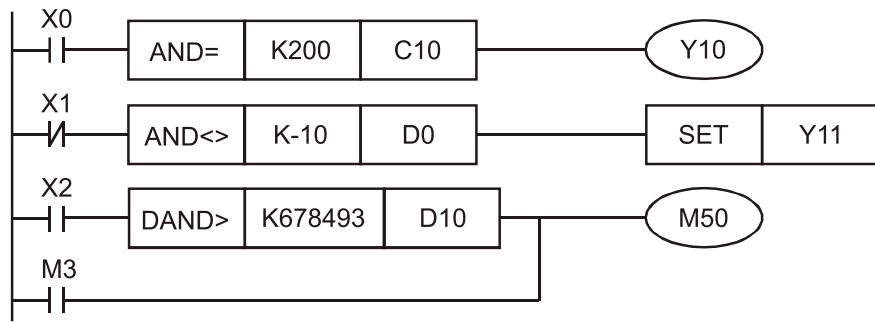 X0
AND= K200 C10 Y10
X1
AND<> K-10 D0 SET Y11
X2
DAND> K678493 D10 M50
M3